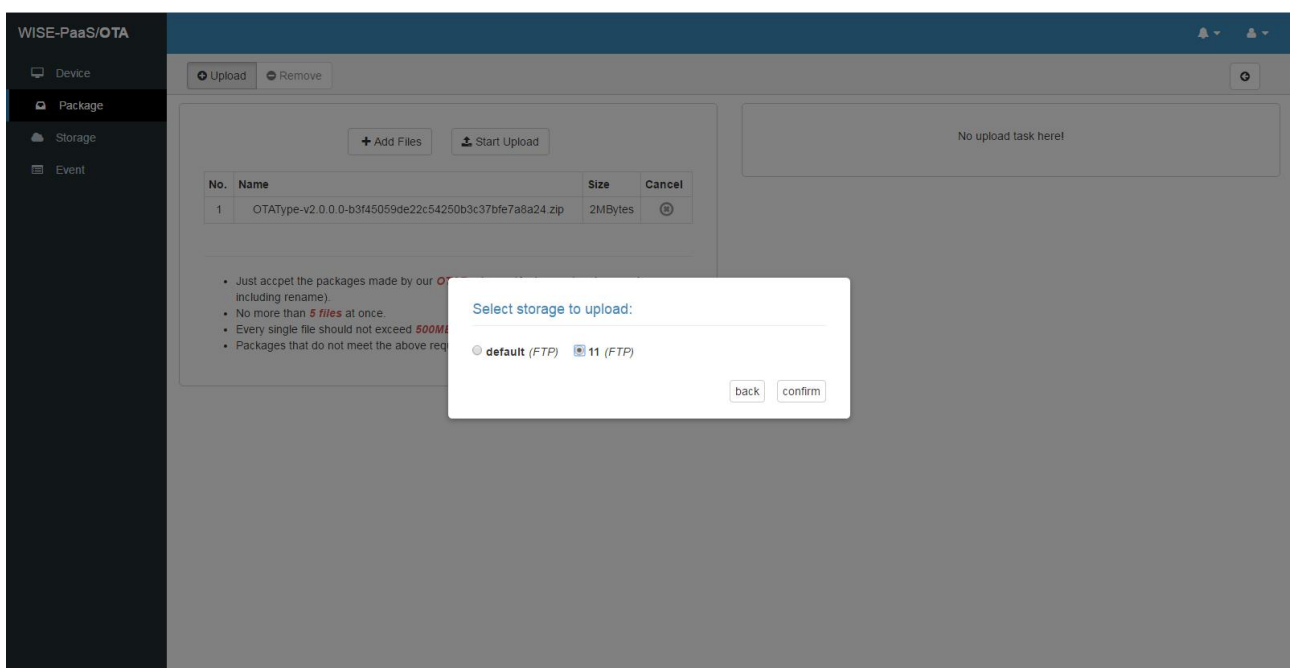 WISE-PaaS/OTA
Device
Package
Storage
Event
Upload Remove
Add Files Start Upload
No. Name Size Cancel
1 OTAType-v2.0.0.0-b3f45059de22c54250b3c37bfe7a8a24.zip 2MBytes
Just accpet the packages made by our
including rename).
No more than 5 files at once.
Every single file should not exceed
Packages that do not meet the above
No upload task here!
Select storage to upload:
default (FTP) 11 (FTP)
back confirm